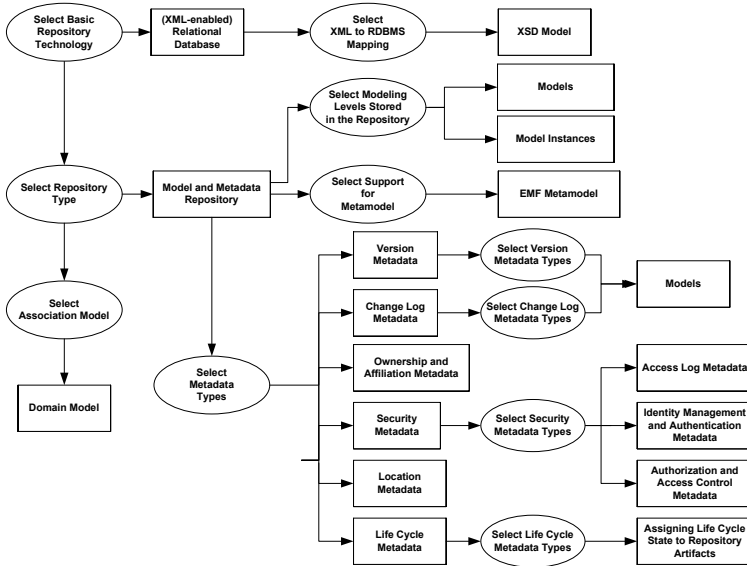 Select Basic
Repository
Technology
(XML-enabled)
Relational
Database
Select
XML to RDBMS
Mapping
XSD Model
Select Modeling
Levels Stored
in the Repository
Models
Model Instances
Select Repository
Type
Model and Metadata
Repository
Select Support
for
Metamodel
EMF Metamodel
Version
Metadata
Select Version
Metadata Types
Models
Select
Association Model
Change Log
Metadata
Select Change Log
Metadata Types
Select
Metadata
Types
Ownership and
Affiliation Metadata
Access Log Metadata
Domain Model
Security
Metadata
Select Security
Metadata Types
Identity Management
and Authentication
Metadata
Location
Metadata
Authorization and
Access Control
Metadata
Life Cycle
Metadata
Select Life Cycle
Metadata Types
Assigning Life Cycle
State to Repository
Artifacts